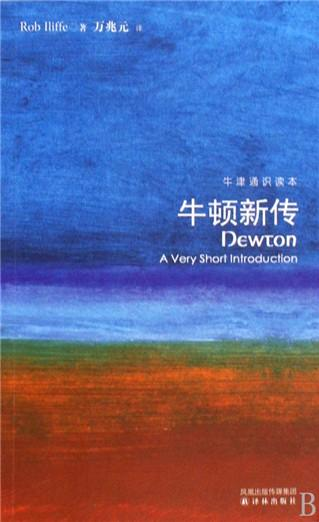 Rob Iliffe 著 万兆元 译
牛津通识读本
牛顿新传
Newton
A Very Short Introduction
凤凰出版传媒集团
译林出版社
B